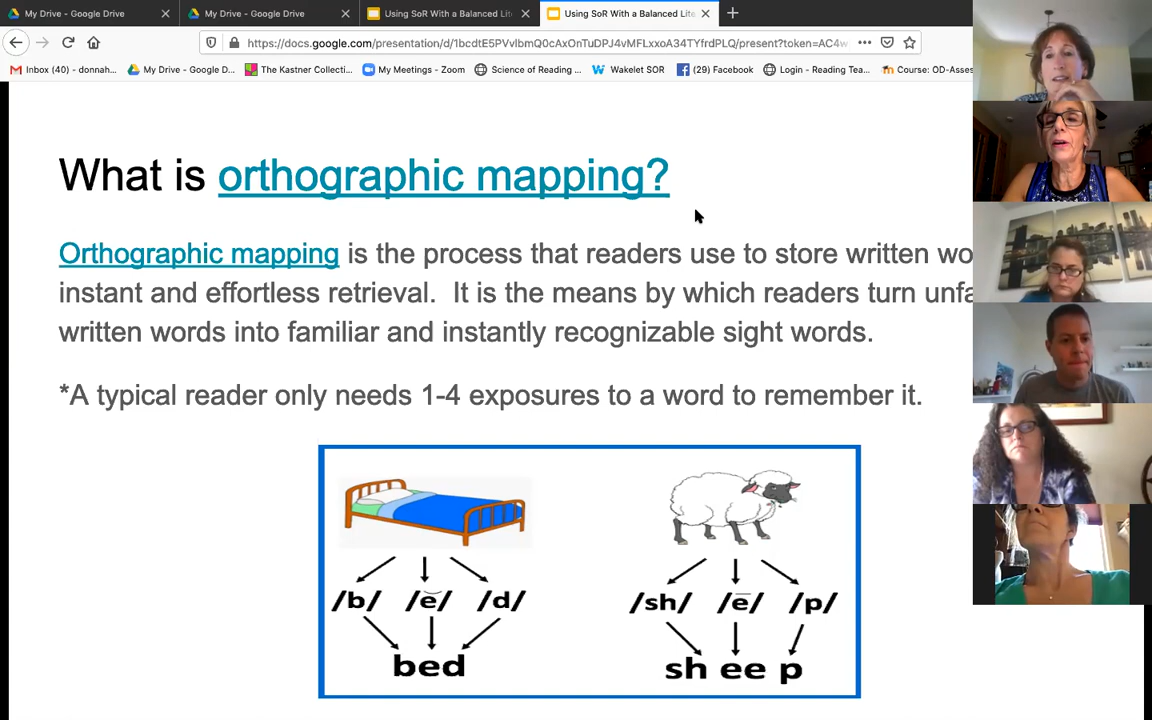 My Drive - Google Drive
My Drive - Google Drive
Using SoR With a Balanced Lite
Using SoR With a Balanced Lite
https://docs.google.com/presentation/d/1bcdtE5PVvlbmQ0cAxOnTuDPJ4vMFLxxoA34TYfrdPLQ/present?token=AC4w
Inbox (40) - donnah... My Drive - Google D... The Kastner Collecti... My Meetings - Zoom Science of Reading ... Wakelet SOR (29) Facebook Login - Reading Tea... Course: OD-Asses
What is orthographic mapping?
Orthographic mapping is the process that readers use to store written wo
instant and effortless retrieval. It is the means by which readers turn unfa
written words into familiar and instantly recognizable sight words.
*A typical reader only needs 1-4 exposures to a word to remember it.
/b/ /ĕ/ /d/
bed
/sh/ /ē/ /p/
sh ee p